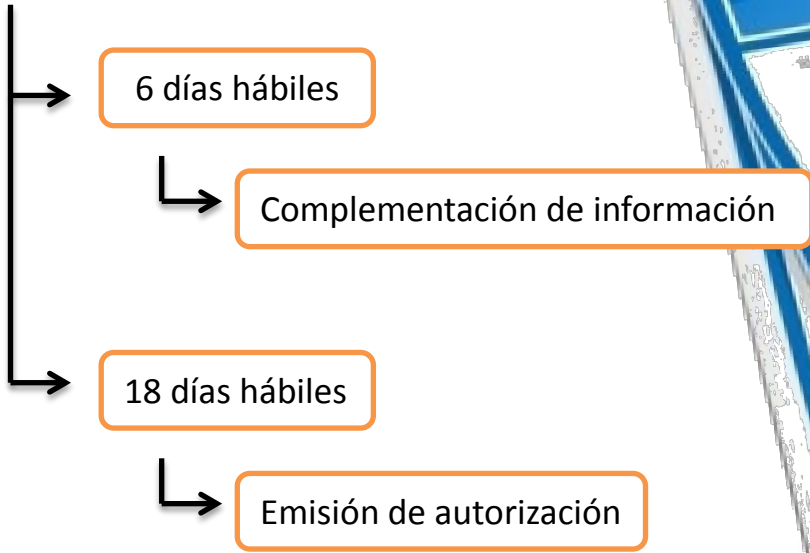 6 días hábiles
Complementación de información
18 días hábiles
Emisión de autorización